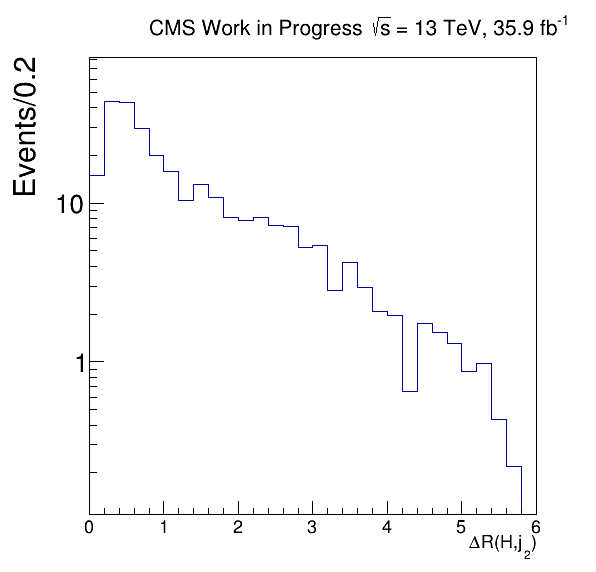 CMS Work in Progress √s = 13 TeV, 35.9 fb⁻¹
Events/0.2
10
1
0 1 2 3 4 5 6
ΔR(H,j₂)